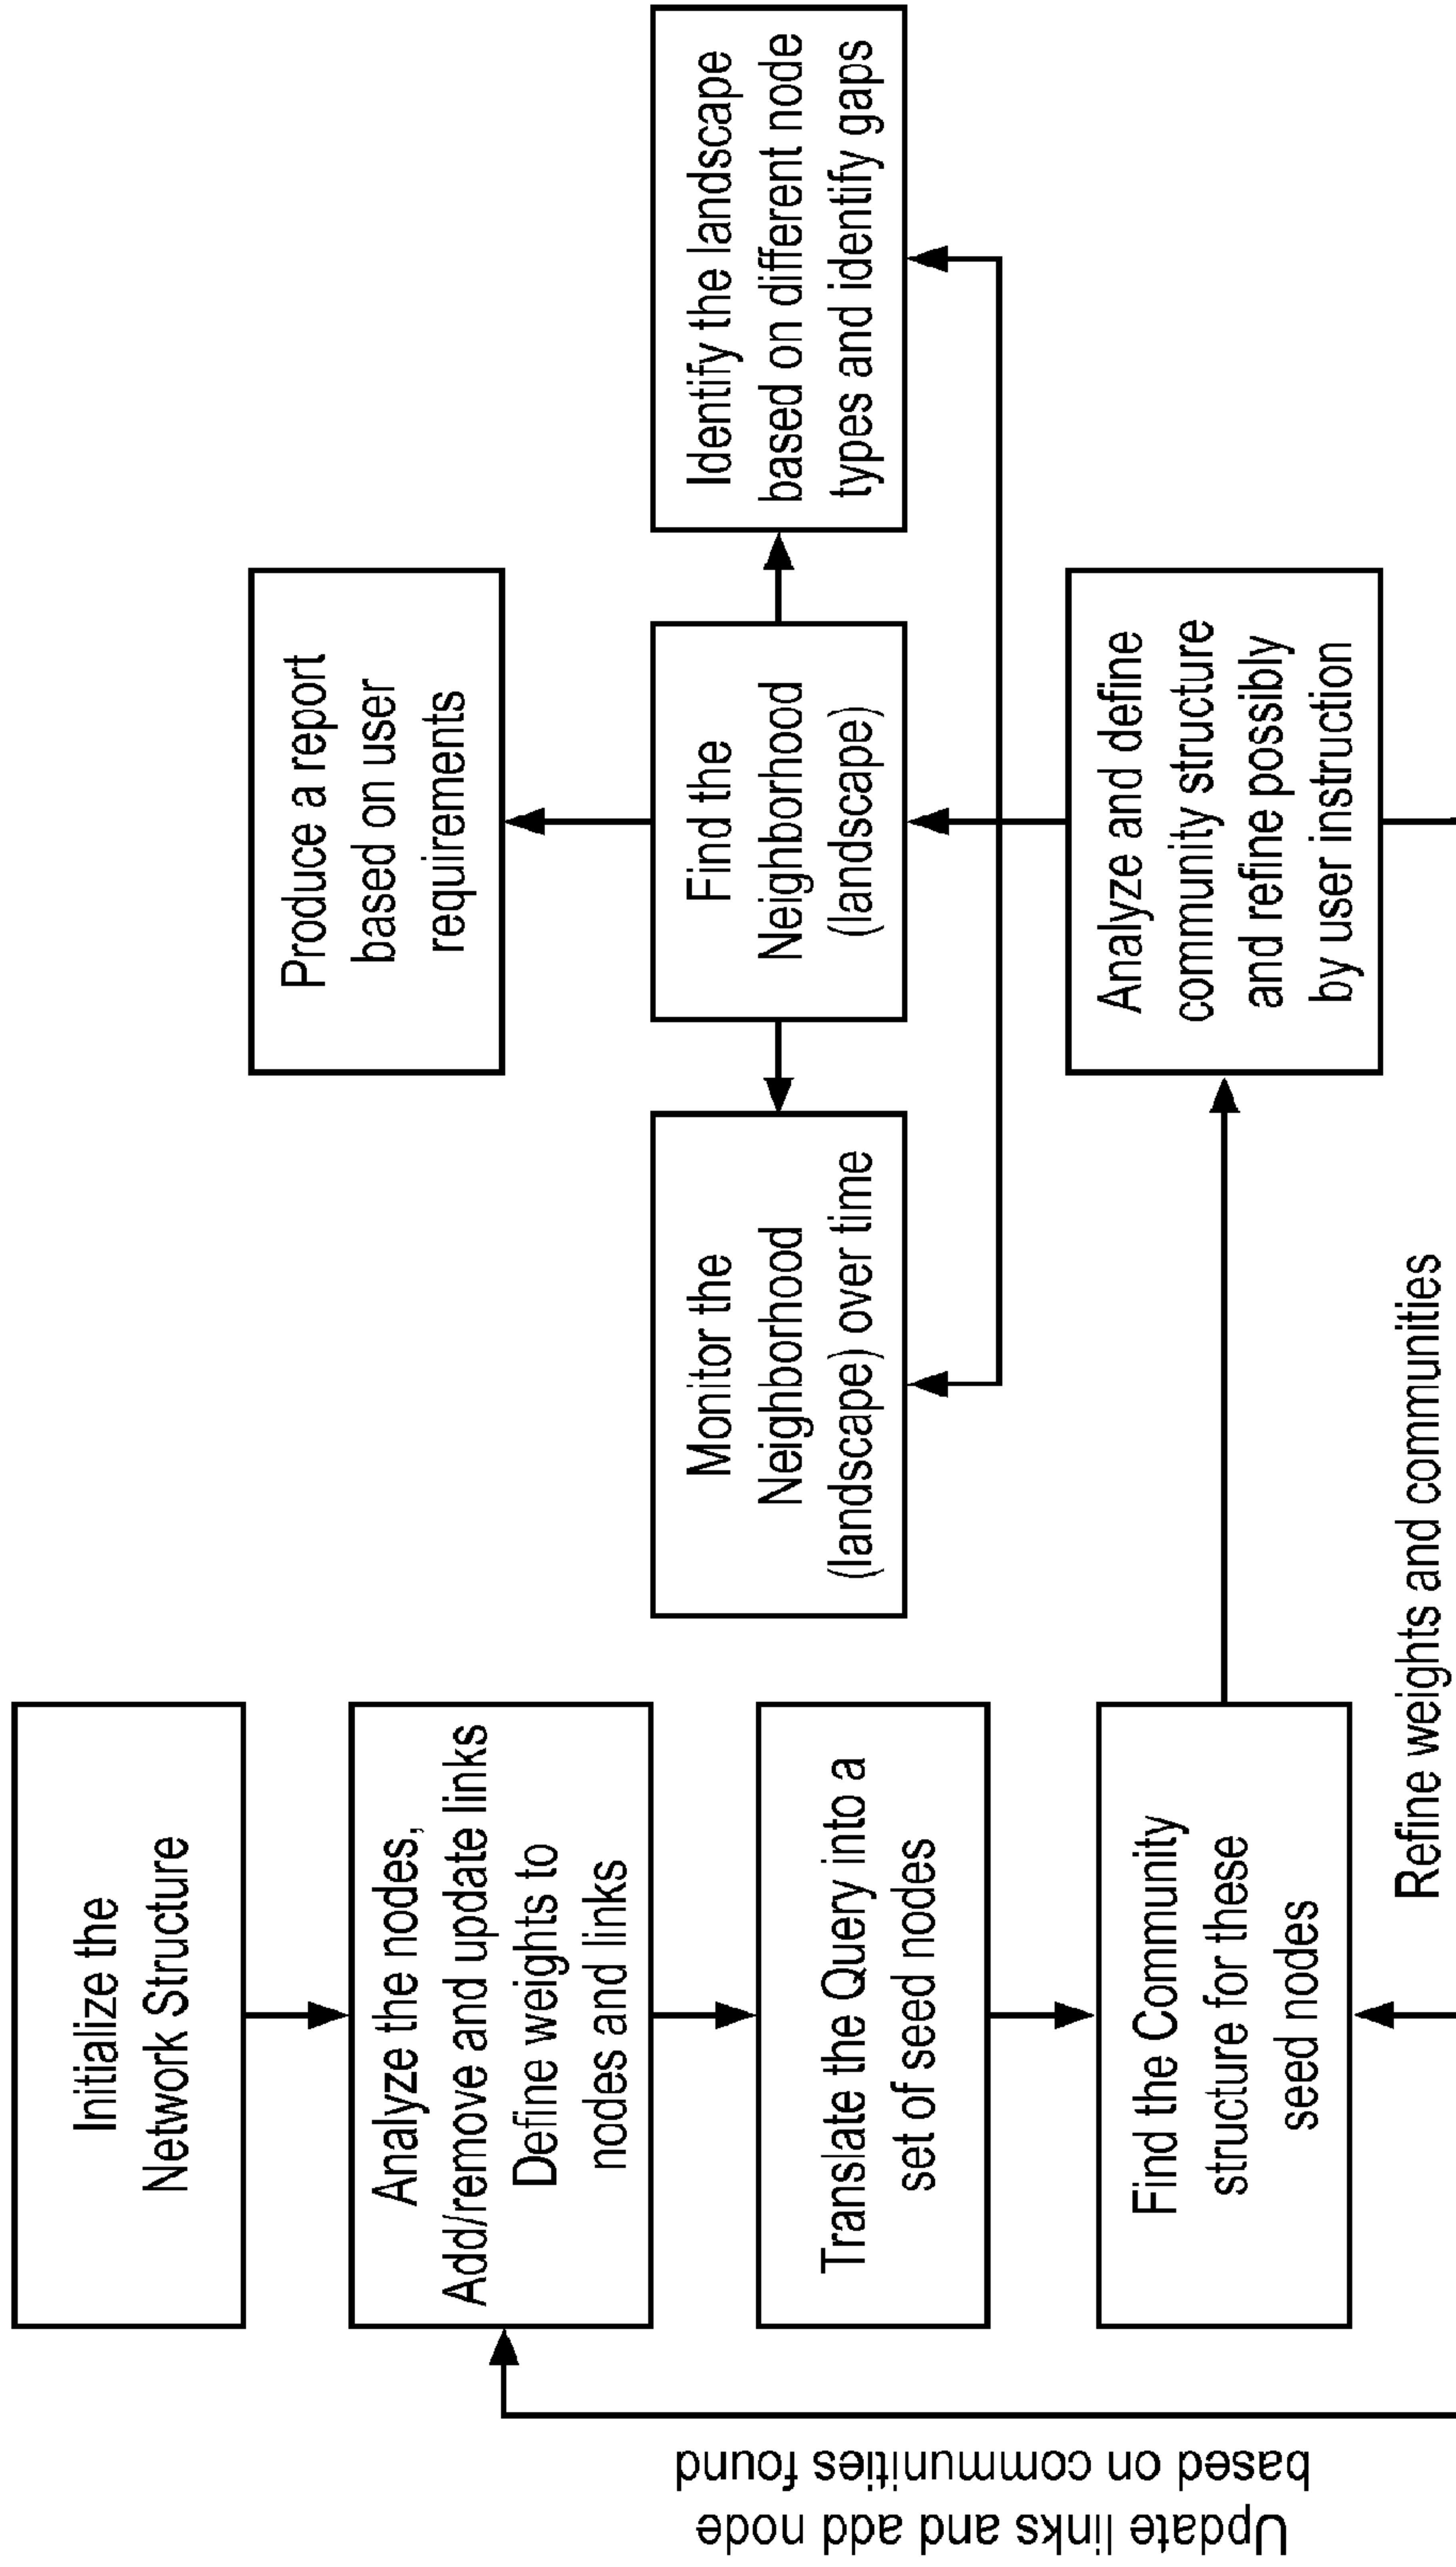 Initialize the
Network Structure
Analyze the nodes,
Add/remove and update links
Define weights to
nodes and links
Translate the Query into a
set of seed nodes
Find the Community
structure for these
seed nodes
Update links and add node
based on communities found
Refine weights and communities
Analyze and define
community structure
and refine possibly
by user instruction
Monitor the
Neighborhood
(landscape) over time
Find the
Neighborhood
(landscape)
Identify the landscape
based on different node
types and identify gaps
Produce a report
based on user
requirements